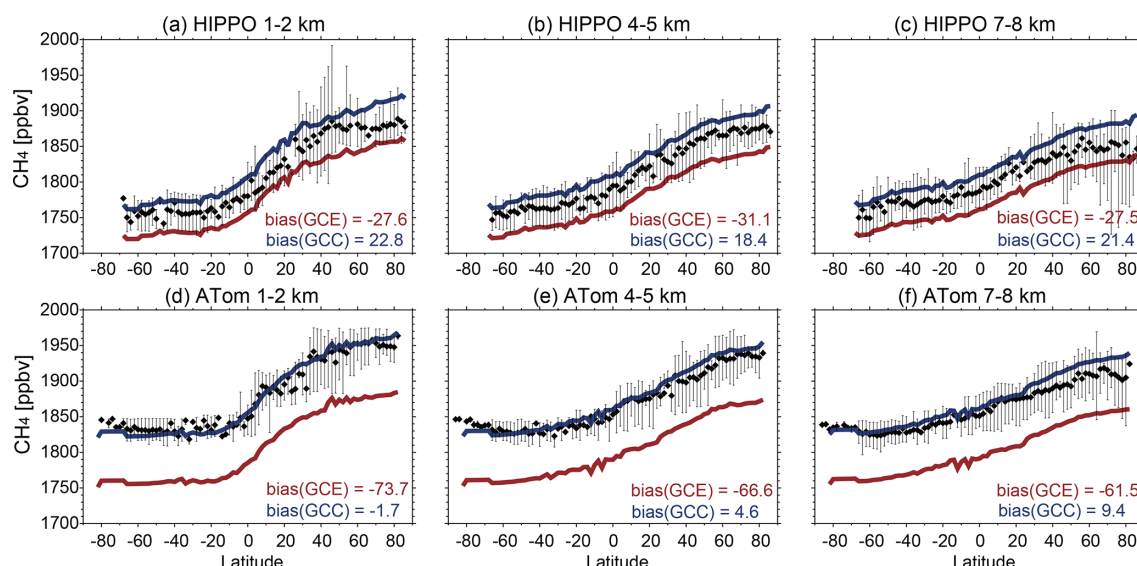 (a) HIPPO 1-2 km
(b) HIPPO 4-5 km
(c) HIPPO 7-8 km
CH4 [ppbv]
2000
1950
1900
1850
1800
1750
1700
bias(GCE) = -27.6
bias(GCC) = 22.8
bias(GCE) = -31.1
bias(GCC) = 18.4
bias(GCE) = -27.5
bias(GCC) = 21.4
-80 -60 -40 -20 0 20 40 60 80
-80 -60 -40 -20 0 20 40 60 80
-80 -60 -40 -20 0 20 40 60 80
(d) ATom 1-2 km
(e) ATom 4-5 km
(f) ATom 7-8 km
CH4 [ppbv]
2000
1950
1900
1850
1800
1750
1700
bias(GCE) = -73.7
bias(GCC) = -1.7
bias(GCE) = -66.6
bias(GCC) = 4.6
bias(GCE) = -61.5
bias(GCC) = 9.4
-80 -60 -40 -20 0 20 40 60 80
-80 -60 -40 -20 0 20 40 60 80
-80 -60 -40 -20 0 20 40 60 80
Latitude
Latitude
Latitude